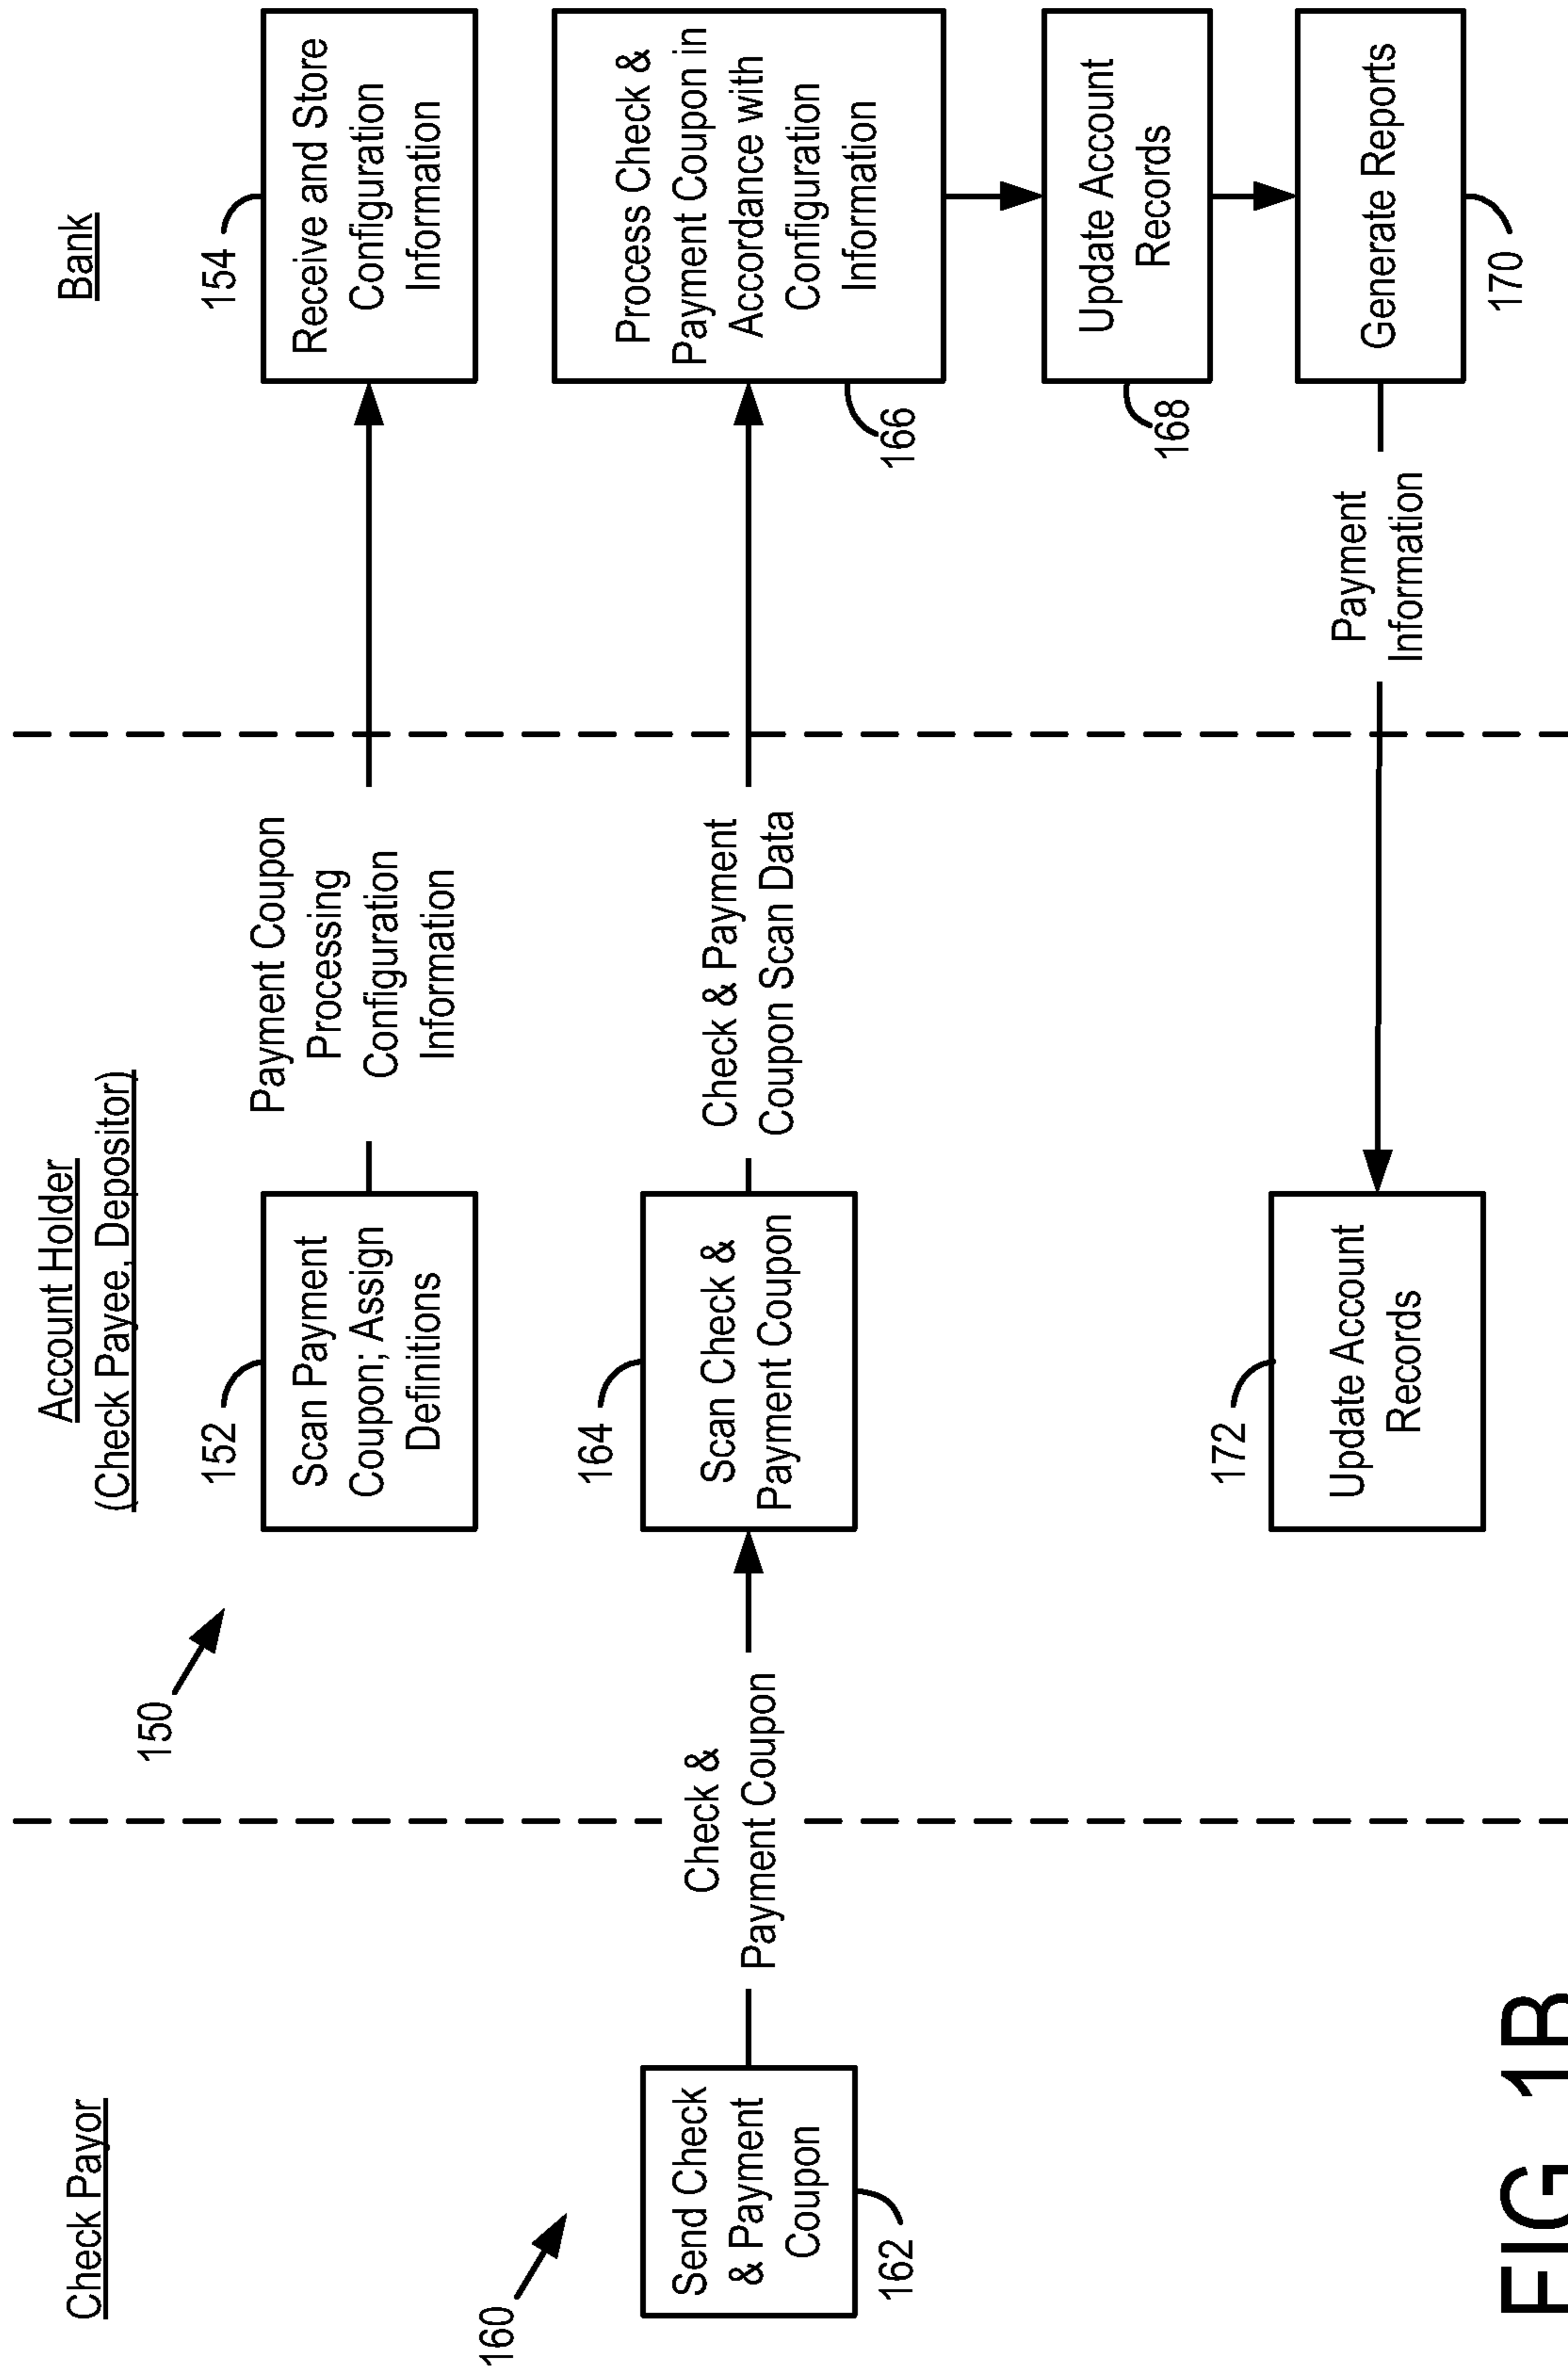 Check Payor
Account Holder
(Check Payee, Depositor)
Bank
150
152
Scan Payment
Coupon; Assign
Definitions
Payment Coupon
Processing
Configuration
Information
154
Receive and Store
Configuration
Information
160
Send Check
& Payment
Coupon
162
Check &
Payment Coupon
164
Scan Check &
Payment Coupon
Check & Payment
Coupon Scan Data
Process Check &
Payment Coupon in
Accordance with
Configuration
Information
166
Update Account
Records
168
Generate Reports
170
Payment
Information
172
Update Account
Records
FIG 1B